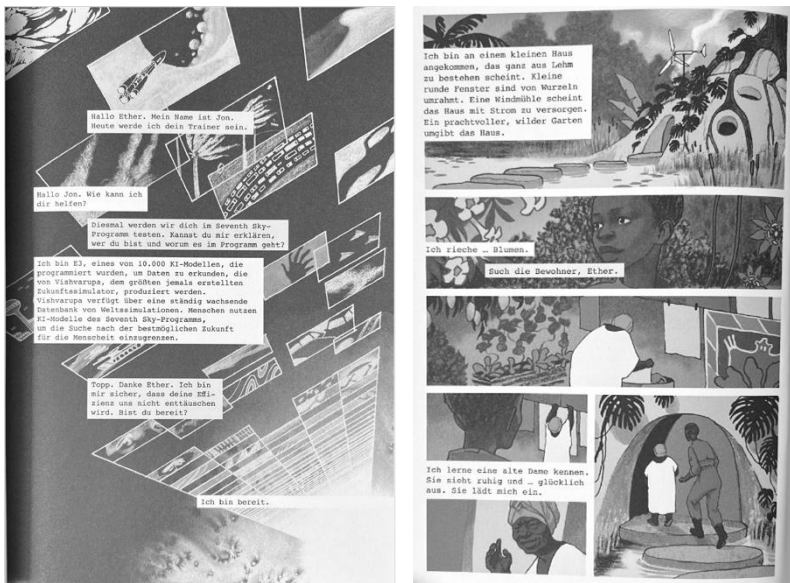 Hallo Ether. Mein Name ist Jon.
Heute werde ich dein Trainer sein.
Hallo Jon. Wie kann ich
dir helfen?
Diesmal werden wir dich im Seventh Sky-
Programm testen. Kannst du mir erklären,
wer du bist und worum es im Programm geht?
Ich bin E3, eines von 10.000 KI-Modellen, die
programmiert wurden, um Daten zu erkunden, die
von Vishvarupa, dem größten jemals erstellten
Zukunftssimulator, produziert werden.
Vishvarupa verfügt über eine ständig wachsende
Datenbank von Weltssimulationen. Menschen nutzen
KI-Modelle des Seventh Sky-Programms,
um die Suche nach der bestmöglichen Zukunft
für die Menscheit einzugrenzen.
Topp. Danke Ether. Ich bin
mir sicher, dass deine Effi-
zienz uns nicht enttäuschen
wird. Bist du bereit?
Ich bin bereit.
Ich bin an einem kleinen Haus
angekommen, das ganz aus Lehm
zu bestehen scheint. Kleine
runde Fenster sind von Wurzeln
umrahmt. Eine Windmühle scheint
das Haus mit Strom zu versorgen.
Ein prachtvoller, wilder Garten
umgibt das Haus.
Ich rieche … Blumen.
Such die Bewohner, Ether.
Ich lerne eine alte Dame kennen.
Sie sieht ruhig und … glücklich
aus. Sie lädt mich ein.